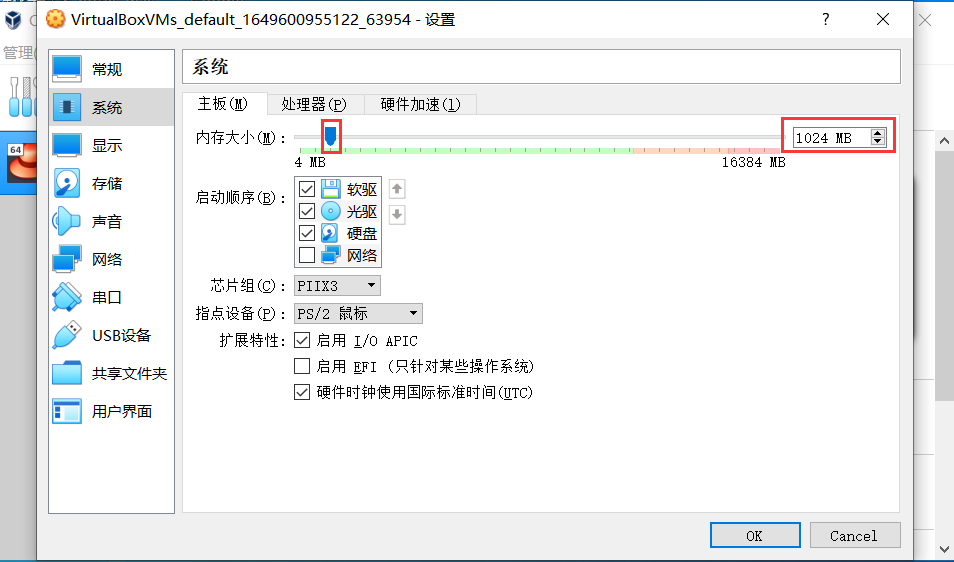 VirtualBoxVMs_default_1649600955122_63954 - 设置
?
管理(
64
常规
系统
显示
存储
声音
网络
串口
USB设备
共享文件夹
用户界面
系统
主板(M) 处理器(P) 硬件加速(l)
内存大小(M): 1024 MB
4 MB 16384 MB
启动顺序(B): 软驱
光驱
硬盘
网络
芯片组(C): PIIX3
指点设备(P): PS/2 鼠标
扩展特性: 启用 I/O APIC
启用 EFI (只针对某些操作系统)
硬件时钟使用国际标准时间(UTC)
OK Cancel